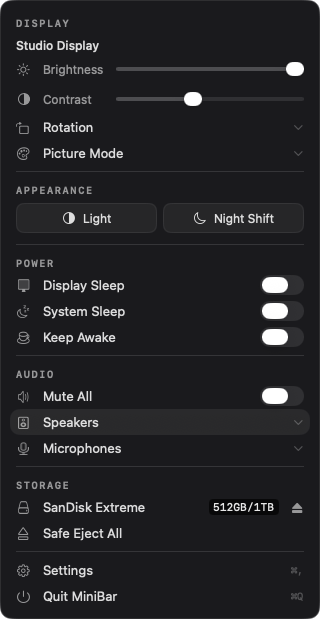 DISPLAY
Studio Display
Brightness
Contrast
Rotation
Picture Mode
APPEARANCE
Light Night Shift
POWER
Display Sleep
System Sleep
Keep Awake
AUDIO
Mute All
Speakers
Microphones
STORAGE
SanDisk Extreme 512GB/1TB
Safe Eject All
Settings ⌘,
Quit MiniBar ⌘Q